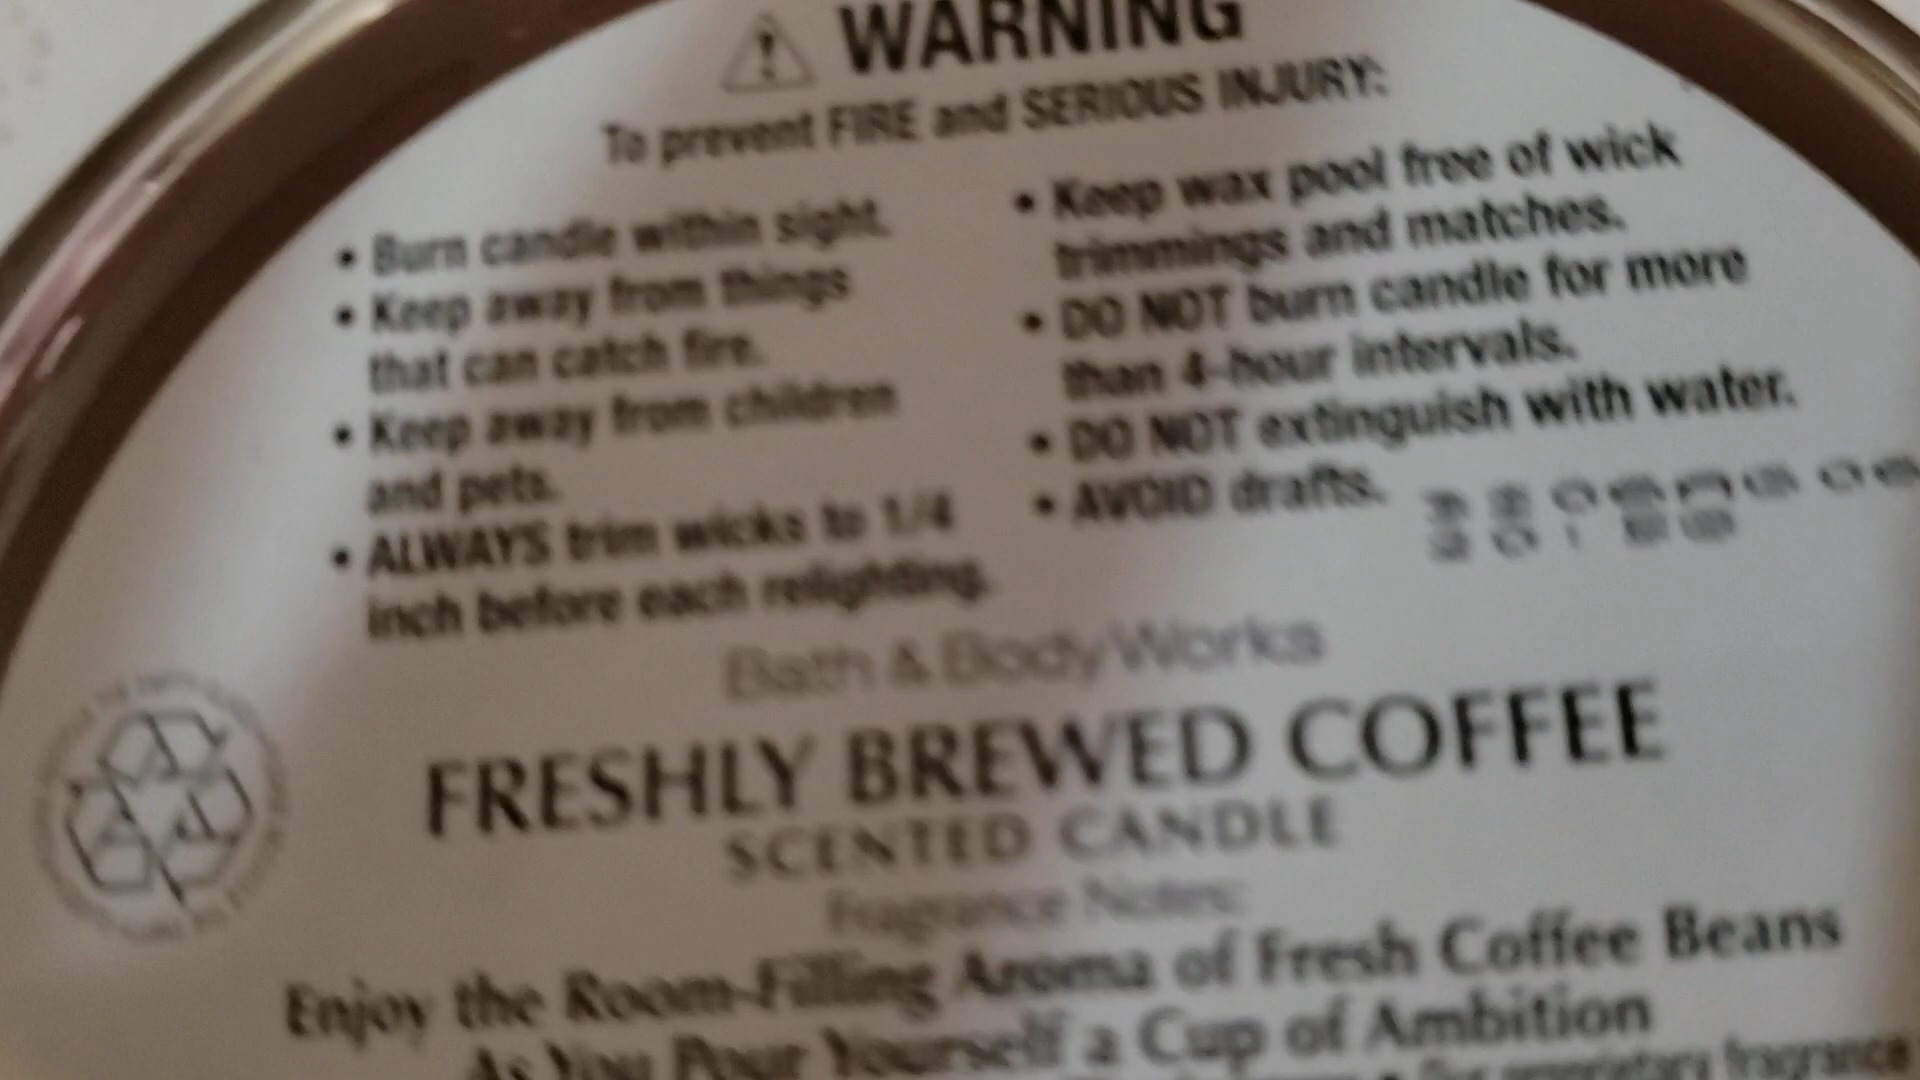 WARNING
To prevent FIRE and SERIOUS INJURY:
• Burn candle within sight.
• Keep away from things
that can catch fire.
• Keep away from children
and pets.
• ALWAYS trim wicks to 1/4
inch before each relighting.
• Keep wax pool free of wick
trimmings and matches.
• DO NOT burn candle for more
than 4-hour intervals.
• DO NOT extinguish with water.
• AVOID drafts.
Bath & Body Works
FRESHLY BREWED COFFEE
SCENTED CANDLE
Fragrance Notes:
Enjoy the Room-Filling Aroma of Fresh Coffee Beans
As You Pour Yourself a Cup of Ambition
• Our proprietary fragrance